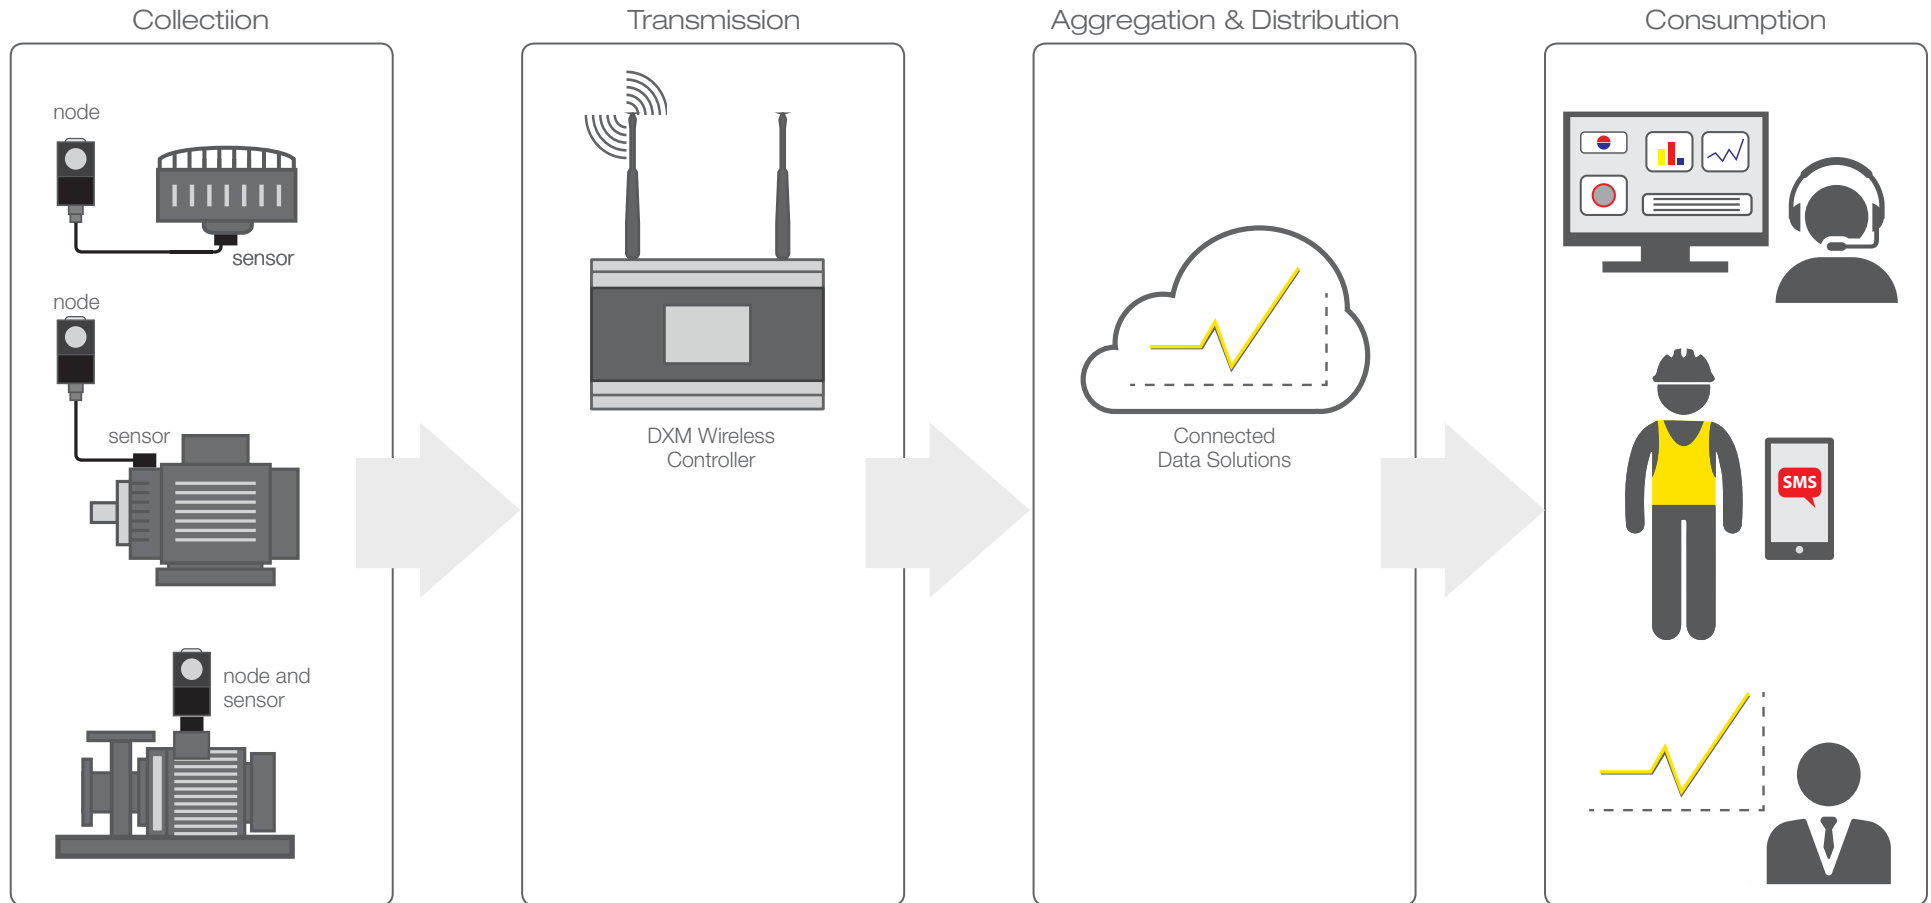 Collectiion
Transmission
Aggregation & Distribution
Consumption
node
sensor
node
sensor
node and
sensor
DXM Wireless
Controller
Connected
Data Solutions
SMS